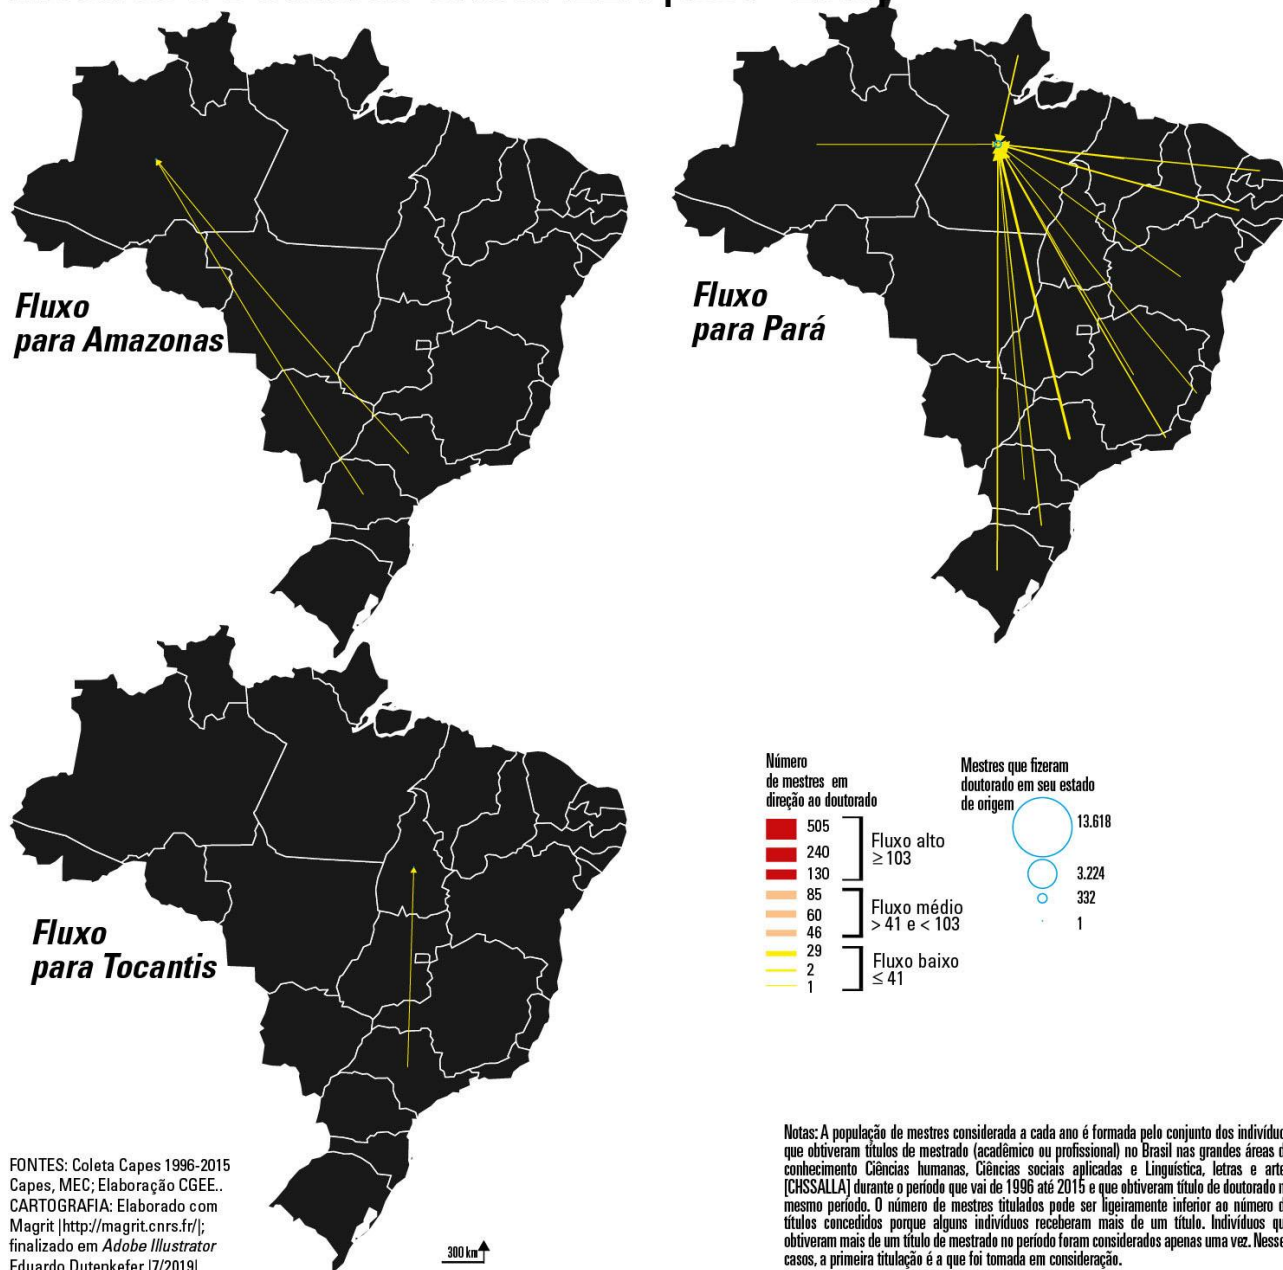 Fluxo
para Amazonas
Fluxo
para Pará
Fluxo
para Tocantis
Número
de mestres em
direção ao doutorado
505
240
130
85
60
46
29
2
1
Fluxo alto
≥ 103
Fluxo médio
> 41 e < 103
Fluxo baixo
≤ 41
Mestres que fizeram
doutorado em seu estado
de origem
13.618
3.224
332
1
FONTES: Coleta Capes 1996-2015
Capes, MEC; Elaboração CGEE..
CARTOGRAFIA: Elaborado com
Magrit |http://magrit.cnrs.fr/|;
finalizado em Adobe Illustrator
Eduardo Dutenkefer |7/2019|
300 km
Notas: A população de mestres considerada a cada ano é formada pelo conjunto dos indivíduo
que obtiveram títulos de mestrado (acadêmico ou profissional) no Brasil nas grandes áreas d
conhecimento Ciências humanas, Ciências sociais aplicadas e Linguística, letras e arte
[CHSSALLA] durante o período que vai de 1996 até 2015 e que obtiveram título de doutorado n
mesmo período. O número de mestres titulados pode ser ligeiramente inferior ao número d
títulos concedidos porque alguns indivíduos receberam mais de um título. Indivíduos qu
obtiveram mais de um título de mestrado no período foram considerados apenas uma vez. Nesse
casos, a primeira titulação é a que foi tomada em consideração.